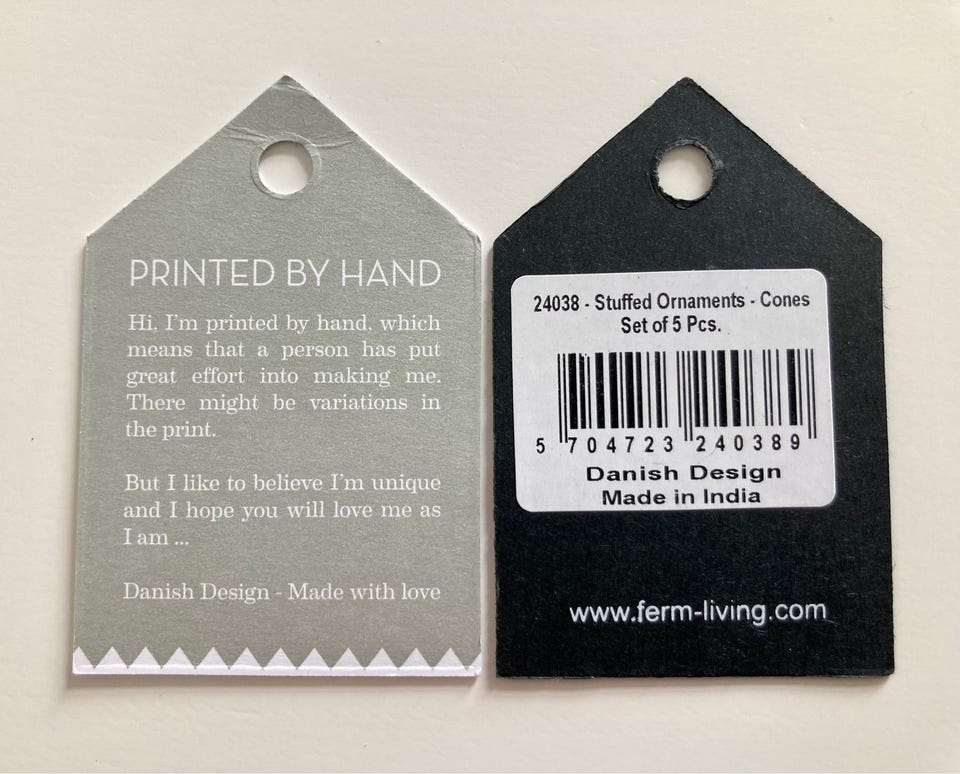 PRINTED BY HAND
Hi, I'm printed by hand, which
means that a person has put
great effort into making me.
There might be variations in
the print.
But I like to believe I'm unique
and I hope you will love me as
I am ...
Danish Design - Made with love
24038 - Stuffed Ornaments - Cones
Set of 5 Pcs.
5 704723 240389
Danish Design
Made in India
www.ferm-living.com